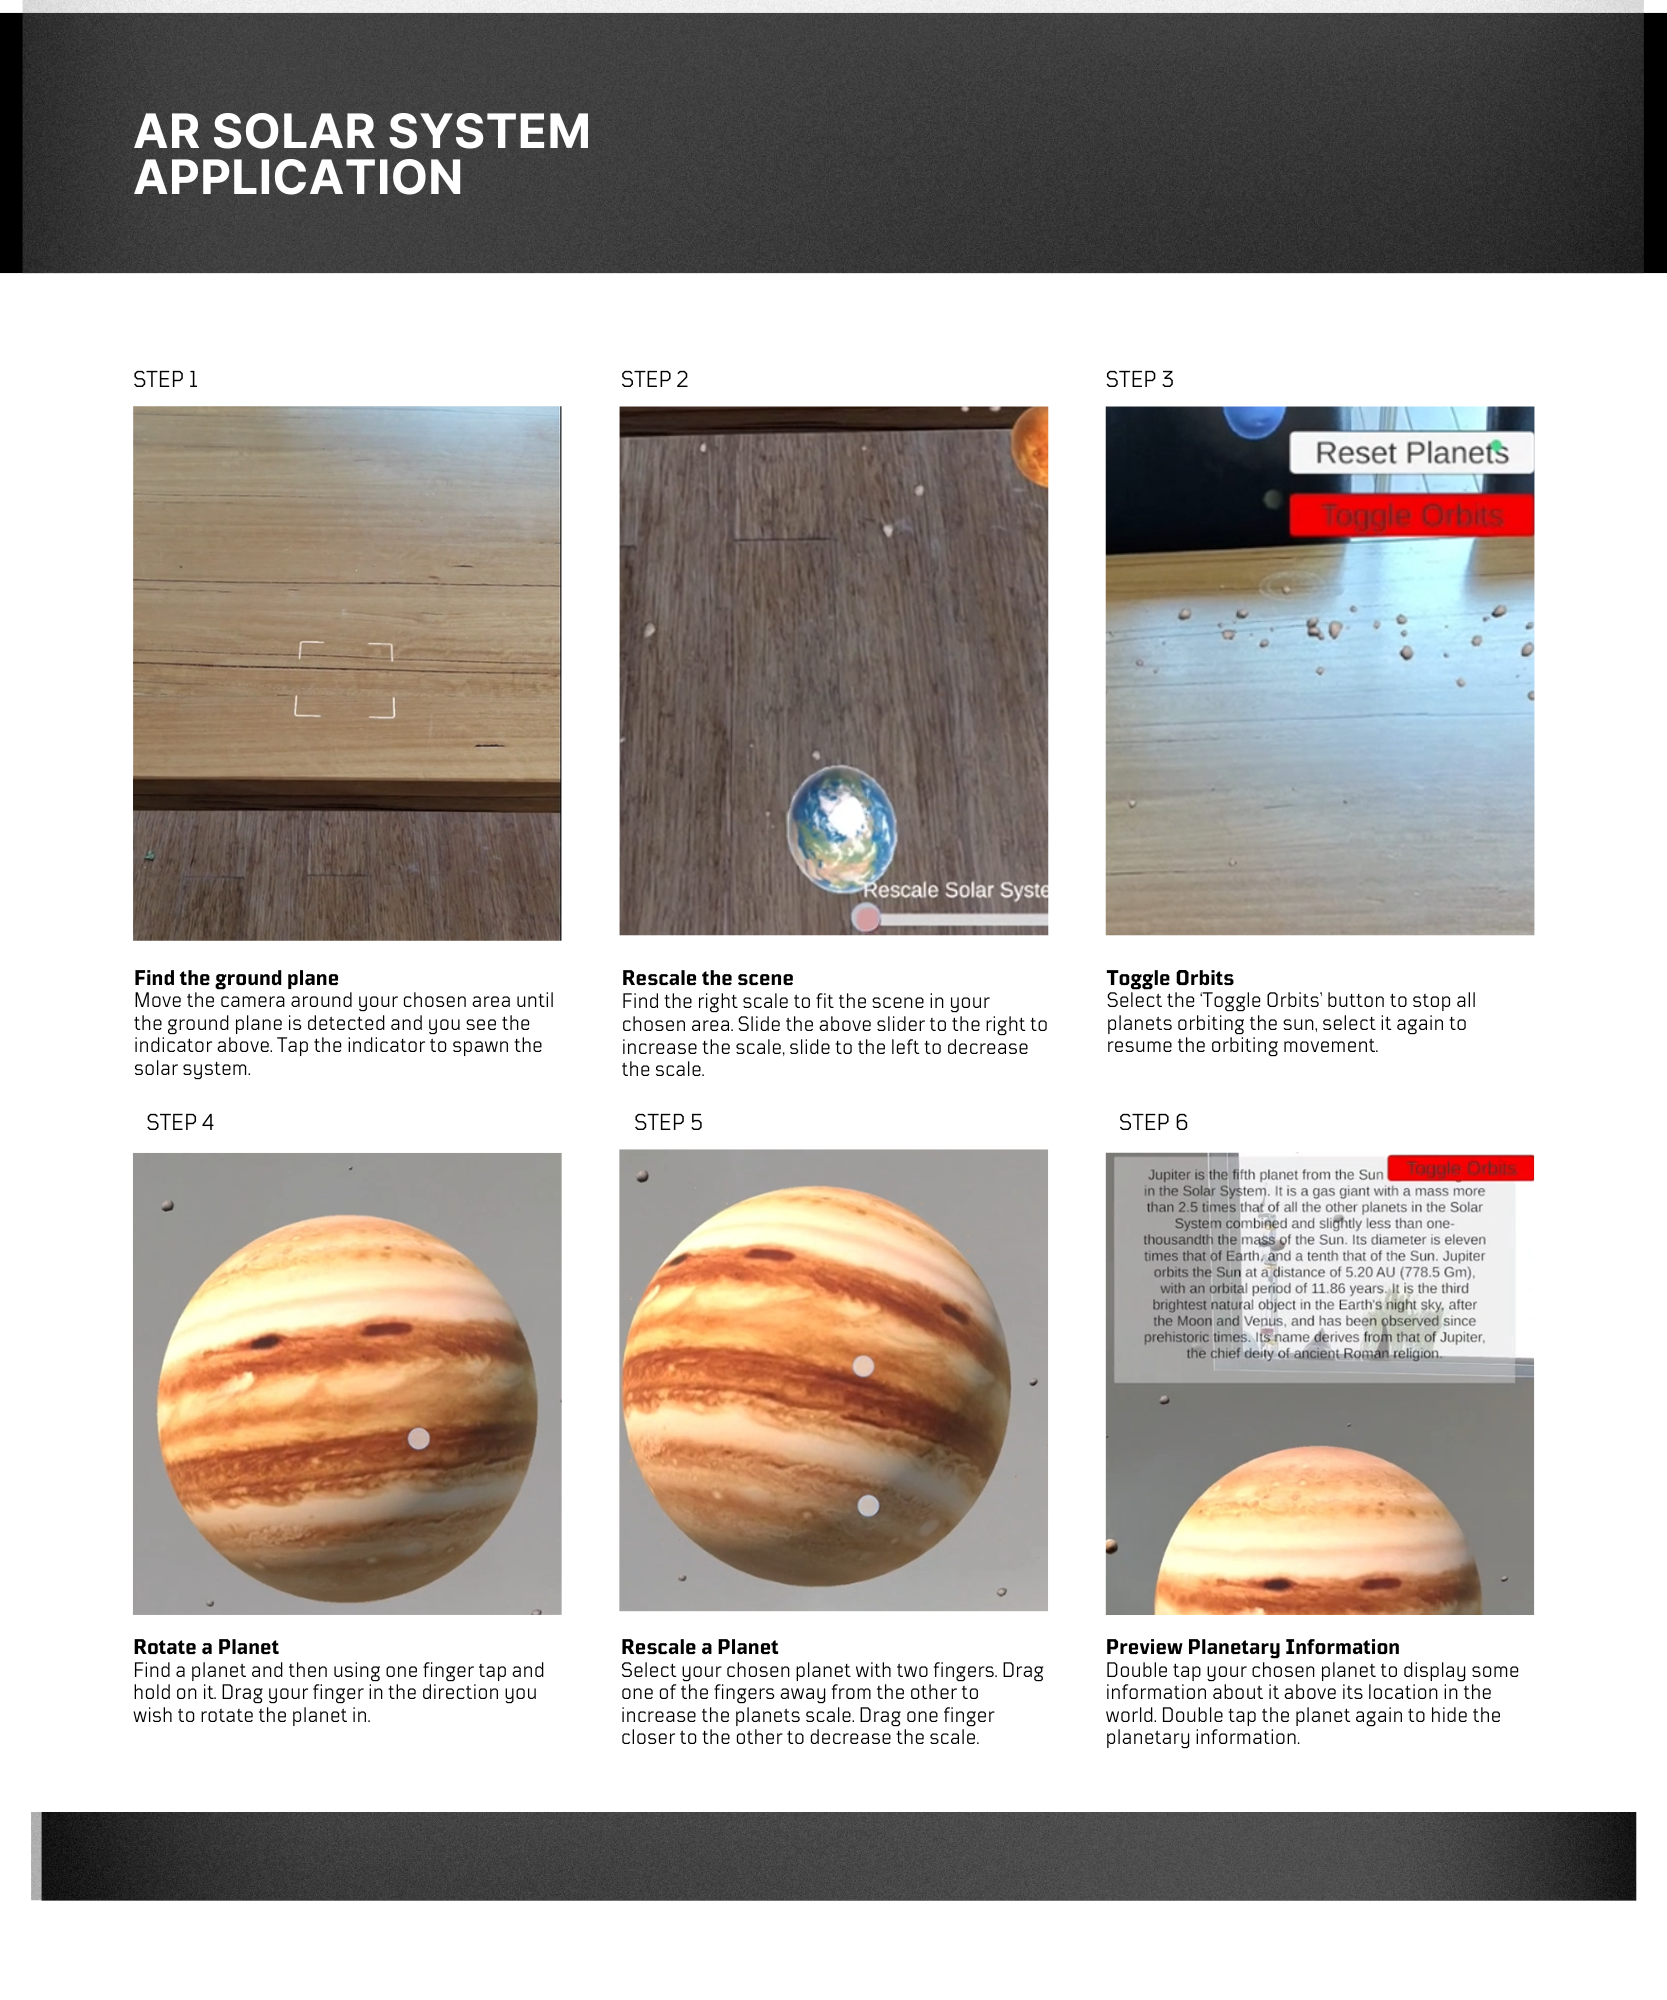 AR SOLAR SYSTEM
APPLICATION
STEP 1
STEP 2
STEP 3
Reset Planets
Toggle Orbits
Rescale Solar Syste
Find the ground plane
Move the camera around your chosen area until
the ground plane is detected and you see the
indicator above. Tap the indicator to spawn the
solar system.
Rescale the scene
Find the right scale to fit the scene in your
chosen area. Slide the above slider to the right to
increase the scale, slide to the left to decrease
the scale.
Toggle Orbits
Select the 'Toggle Orbits' button to stop all
planets orbiting the sun, select it again to
resume the orbiting movement.
STEP 4
STEP 5
STEP 6
Toggle Orbits
Jupiter is the fifth planet from the Sun
in the Solar System. It is a gas giant with a mass more
than 2.5 times that of all the other planets in the Solar
System combined and slightly less than one-
thousandth the mass of the Sun. Its diameter is eleven
times that of Earth, and a tenth that of the Sun. Jupiter
orbits the Sun at a distance of 5.20 AU (778.5 Gm),
with an orbital period of 11.86 years. It is the third
brightest natural object in the Earth's night sky, after
the Moon and Venus, and has been observed since
prehistoric times. Its name derives from that of Jupiter,
the chief deity of ancient Roman religion.
Rotate a Planet
Find a planet and then using one finger tap and
hold on it. Drag your finger in the direction you
wish to rotate the planet in.
Rescale a Planet
Select your chosen planet with two fingers. Drag
one of the fingers away from the other to
increase the planets scale. Drag one finger
closer to the other to decrease the scale.
Preview Planetary Information
Double tap your chosen planet to display some
information about it above its location in the
world. Double tap the planet again to hide the
planetary information.